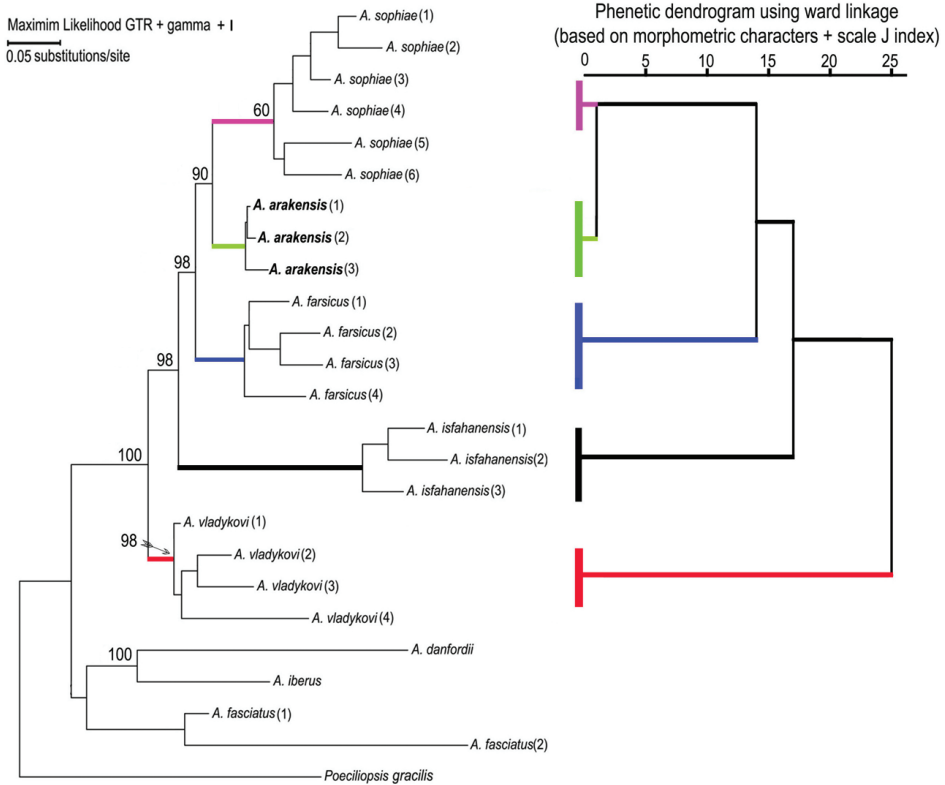 Maximim Likelihood GTR + gamma + I
0.05 substitutions/site
Phenetic dendrogram using ward linkage
(based on morphometric characters + scale J index)
0 5 10 15 20 25
A. sophiae (1)
A. sophiae (2)
A. sophiae (3)
60
A. sophiae (4)
A. sophiae (5)
90
A. sophiae (6)
A. arakensis (1)
A. arakensis (2)
98
A. arakensis (3)
A. farsicus (1)
A. farsicus (2)
98
A. farsicus (3)
A. farsicus (4)
A. isfahanensis (1)
100
A. isfahanensis(2)
A. isfahanensis (3)
A. vladykovi (1)
98
A. vladykovi (2)
A. vladykovi (3)
A. vladykovi (4)
100
A. danfordii
A. iberus
A. fasciatus (1)
A. fasciatus(2)
Poeciliopsis gracilis